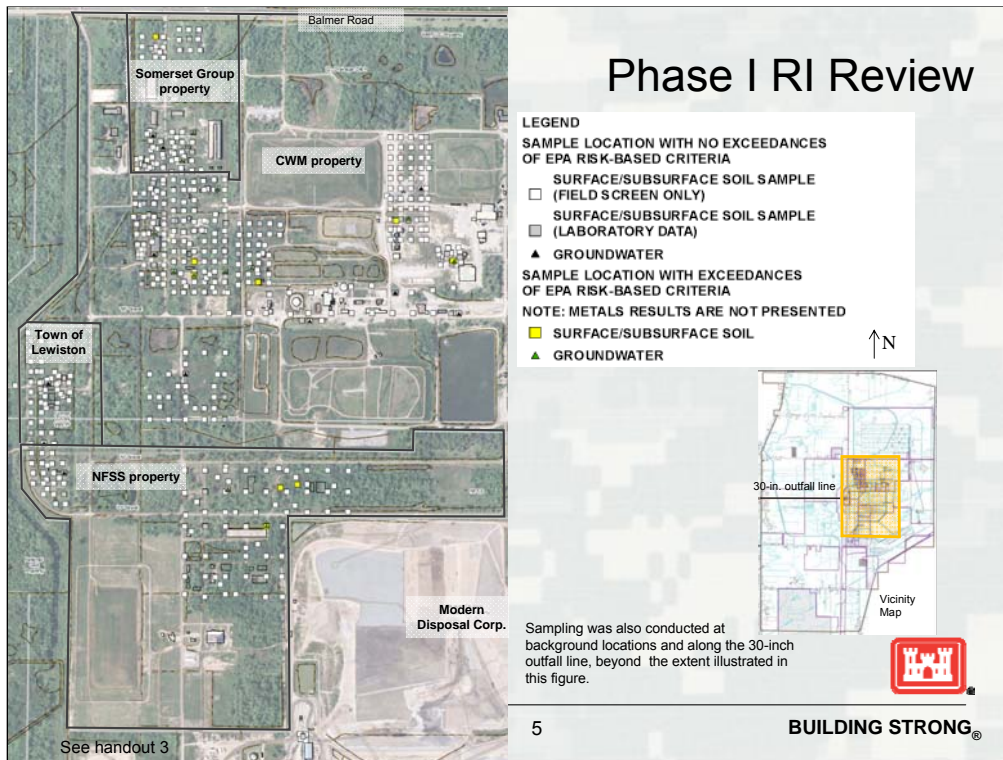 Balmer Road
Somerset Group
property
CWM property
Town of
Lewiston
NFSS property
Modern
Disposal Corp.
See handout 3
Phase I RI Review
LEGEND
SAMPLE LOCATION WITH NO EXCEEDANCES
OF EPA RISK-BASED CRITERIA
SURFACE/SUBSURFACE SOIL SAMPLE
(FIELD SCREEN ONLY)
SURFACE/SUBSURFACE SOIL SAMPLE
(LABORATORY DATA)
GROUNDWATER
SAMPLE LOCATION WITH EXCEEDANCES
OF EPA RISK-BASED CRITERIA
NOTE: METALS RESULTS ARE NOT PRESENTED
SURFACE/SUBSURFACE SOIL
GROUNDWATER
N
30-in. outfall line
Vicinity
Map
Sampling was also conducted at
background locations and along the 30-inch
outfall line, beyond the extent illustrated in
this figure.
5
BUILDING STRONG®